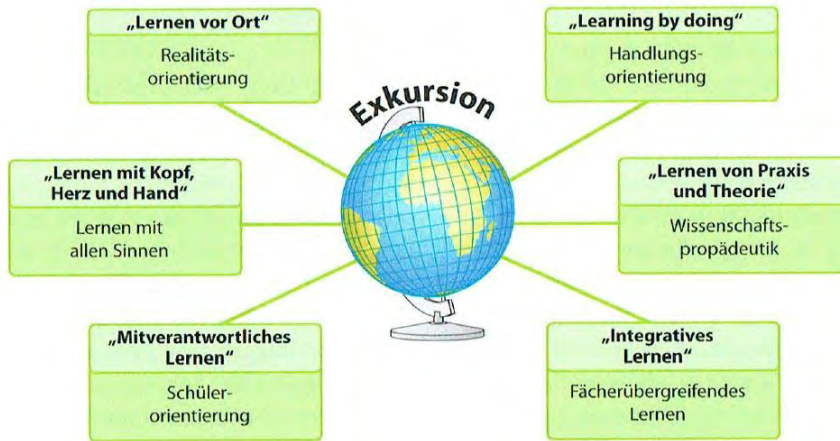 „Lernen vor Ort“
Realitäts-
orientierung
„Learning by doing“
Handlungs-
orientierung
Exkursion
„Lernen mit Kopf,
Herz und Hand“
Lernen mit
allen Sinnen
„Lernen von Praxis
und Theorie“
Wissenschafts-
propädeutik
„Mitverantwortliches
Lernen“
Schüler-
orientierung
„Integratives
Lernen“
Fächerübergreifendes
Lernen